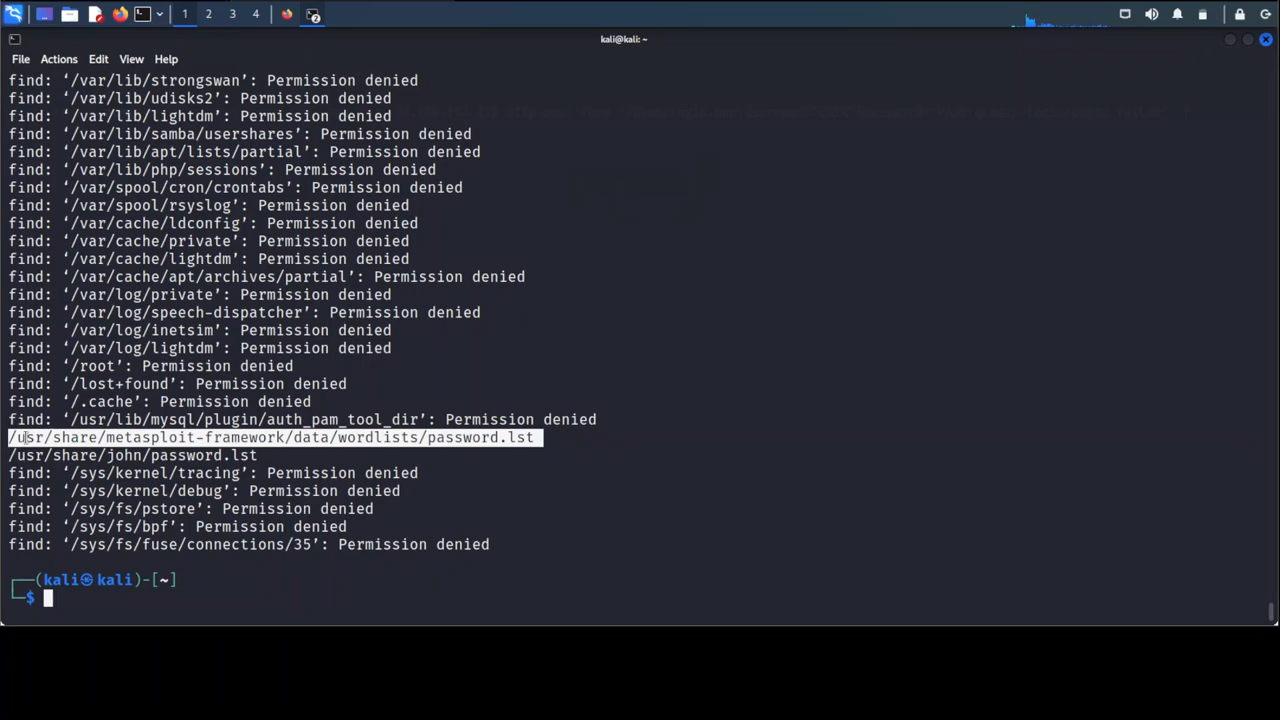 1 2 3 4 2
kali@kali: ~
File Actions Edit View Help
find: ‘/var/lib/strongswan’: Permission denied
find: ‘/var/lib/udisks2’: Permission denied
find: ‘/var/lib/lightdm’: Permission denied
find: ‘/var/lib/samba/usershares’: Permission denied
find: ‘/var/lib/apt/lists/partial’: Permission denied
find: ‘/var/lib/php/sessions’: Permission denied
find: ‘/var/spool/cron/crontabs’: Permission denied
find: ‘/var/spool/rsyslog’: Permission denied
find: ‘/var/cache/ldconfig’: Permission denied
find: ‘/var/cache/private’: Permission denied
find: ‘/var/cache/lightdm’: Permission denied
find: ‘/var/cache/apt/archives/partial’: Permission denied
find: ‘/var/log/private’: Permission denied
find: ‘/var/log/speech-dispatcher’: Permission denied
find: ‘/var/log/inetsim’: Permission denied
find: ‘/var/log/lightdm’: Permission denied
find: ‘/root’: Permission denied
find: ‘/lost+found’: Permission denied
find: ‘/.cache’: Permission denied
find: ‘/usr/lib/mysql/plugin/auth_pam_tool_dir’: Permission denied
/usr/share/metasploit-framework/data/wordlists/password.lst
/usr/share/john/password.lst
find: ‘/sys/kernel/tracing’: Permission denied
find: ‘/sys/kernel/debug’: Permission denied
find: ‘/sys/fs/pstore’: Permission denied
find: ‘/sys/fs/bpf’: Permission denied
find: ‘/sys/fs/fuse/connections/35’: Permission denied
┌──(kali㉿kali)-[~]
└─$